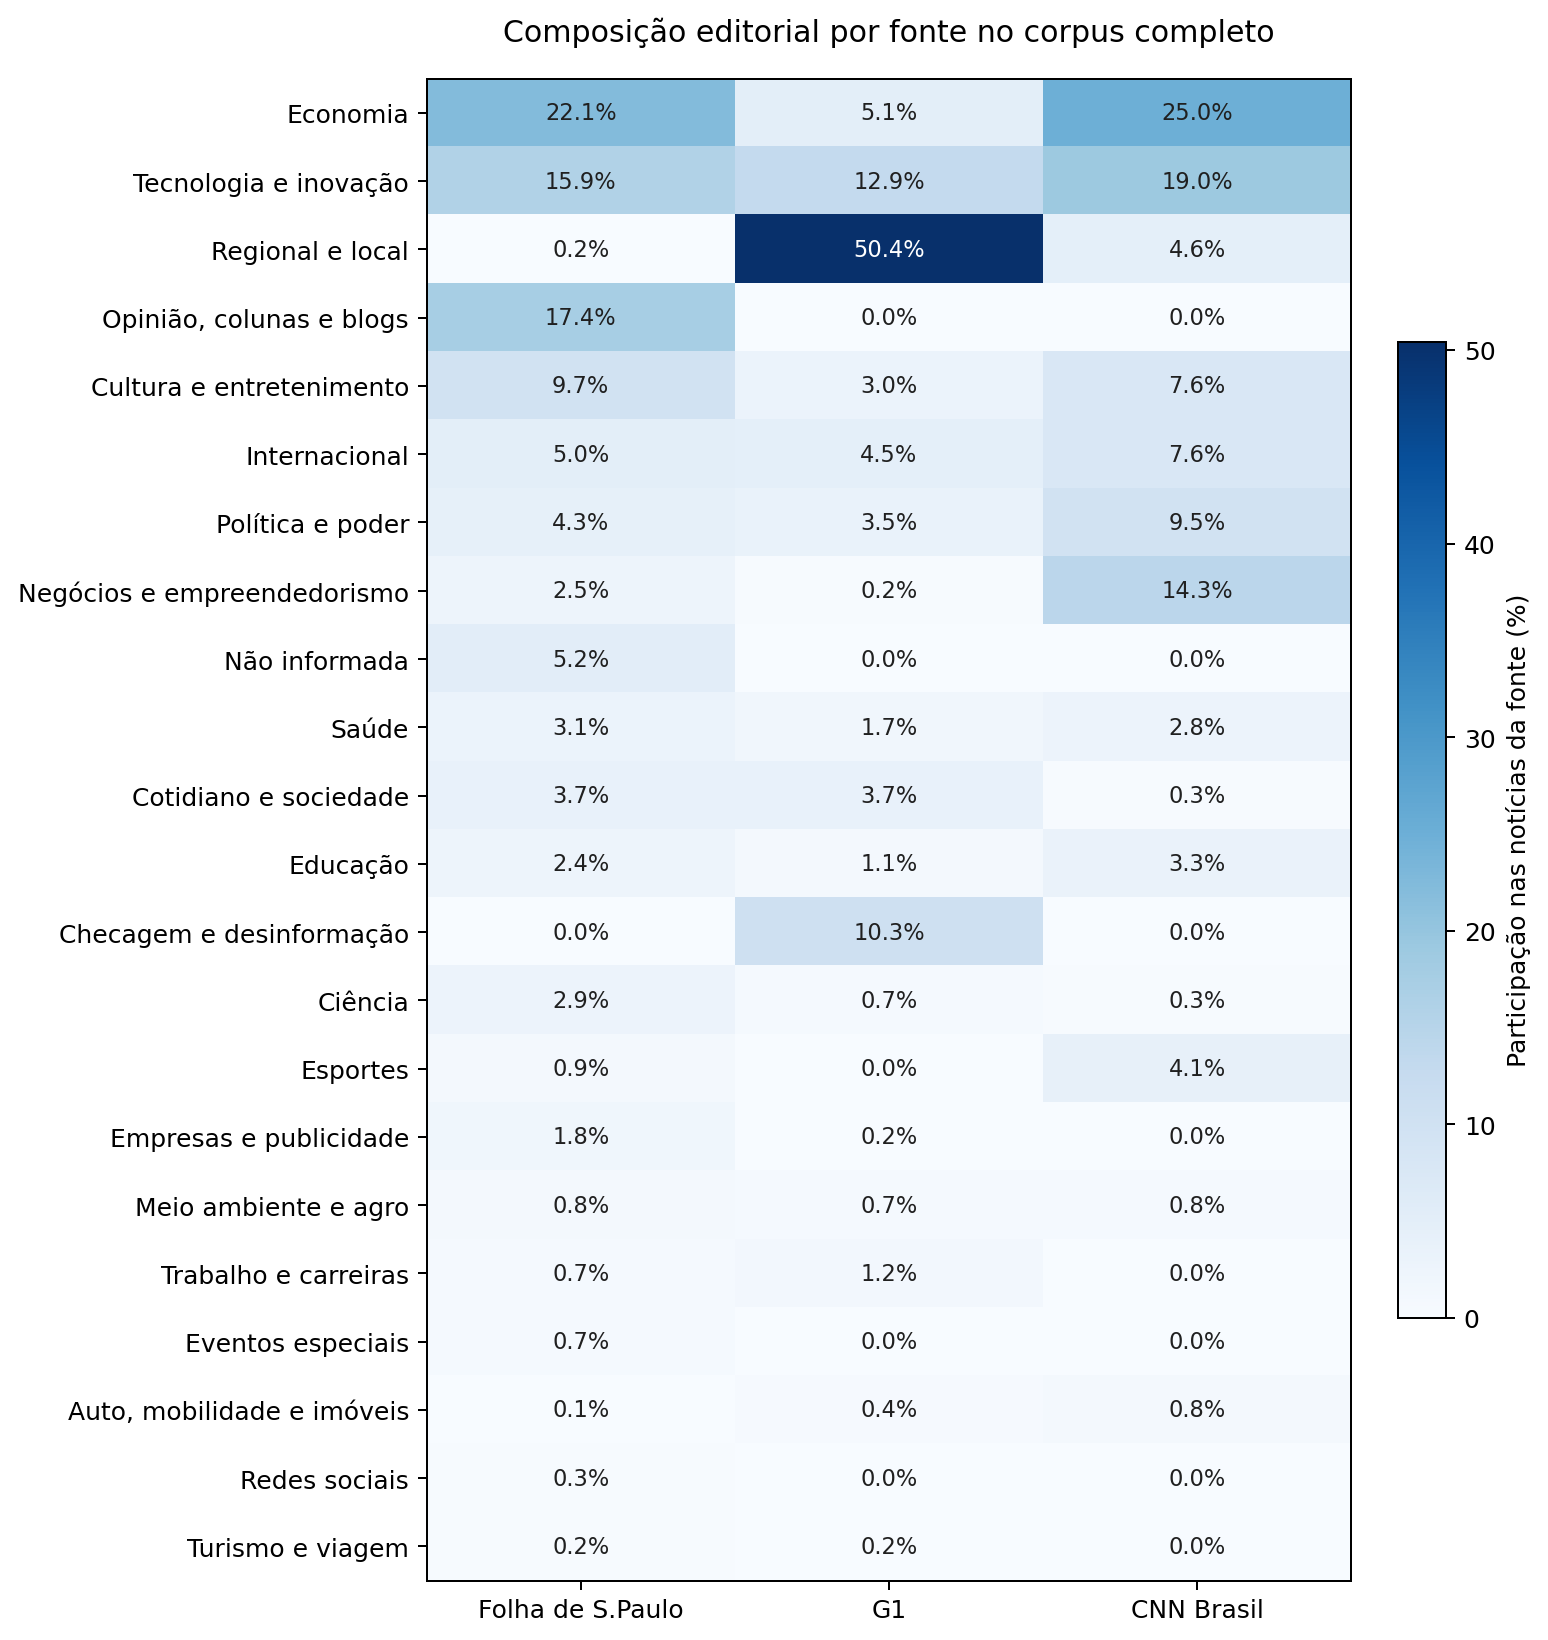 Composição editorial por fonte no corpus completo
Economia 22.1% 5.1% 25.0%
Tecnologia e inovação 15.9% 12.9% 19.0%
Regional e local 0.2% 50.4% 4.6%
Opinião, colunas e blogs 17.4% 0.0% 0.0%
Cultura e entretenimento 9.7% 3.0% 7.6%
Internacional 5.0% 4.5% 7.6%
Política e poder 4.3% 3.5% 9.5%
Negócios e empreendedorismo 2.5% 0.2% 14.3%
Não informada 5.2% 0.0% 0.0%
Saúde 3.1% 1.7% 2.8%
Cotidiano e sociedade 3.7% 3.7% 0.3%
Educação 2.4% 1.1% 3.3%
Checagem e desinformação 0.0% 10.3% 0.0%
Ciência 2.9% 0.7% 0.3%
Esportes 0.9% 0.0% 4.1%
Empresas e publicidade 1.8% 0.2% 0.0%
Meio ambiente e agro 0.8% 0.7% 0.8%
Trabalho e carreiras 0.7% 1.2% 0.0%
Eventos especiais 0.7% 0.0% 0.0%
Auto, mobilidade e imóveis 0.1% 0.4% 0.8%
Redes sociais 0.3% 0.0% 0.0%
Turismo e viagem 0.2% 0.2% 0.0%
Folha de S.Paulo G1 CNN Brasil
50
40
30
20
10
0
Participação nas notícias da fonte (%)